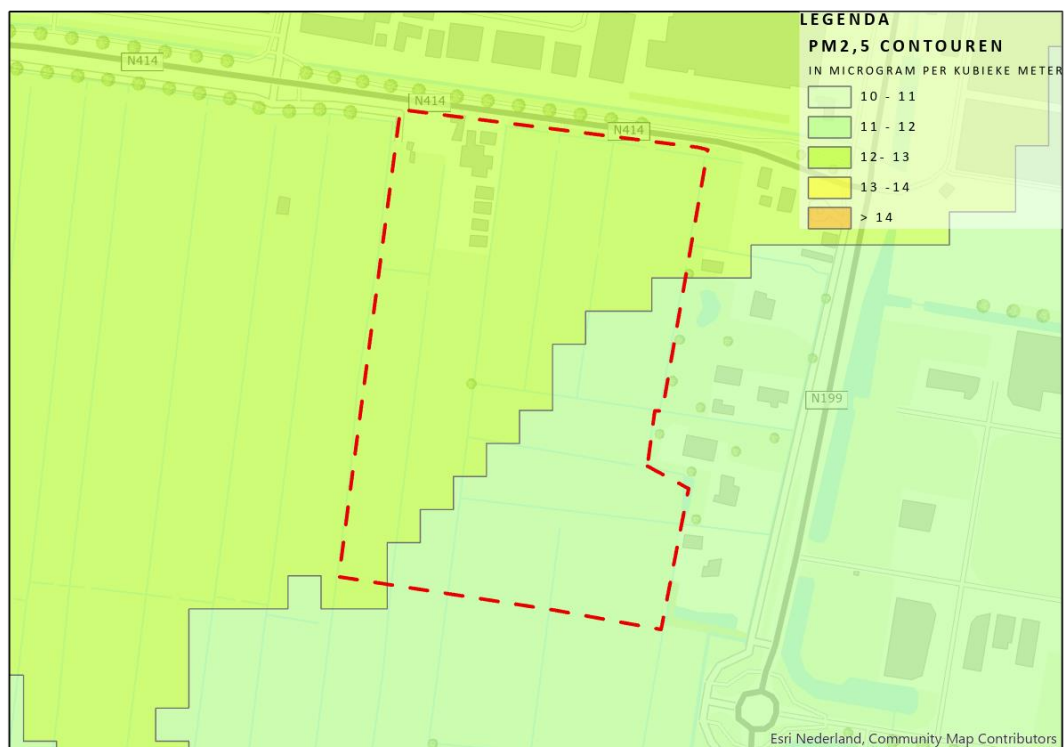 LEGENDA
PM2,5 CONTOUREN
IN MICROGRAM PER KUBIEKE METER
10 - 11
11 - 12
12- 13
13 -14
> 14
N414
N414
N414
N199
Esri Nederland, Community Map Contributors